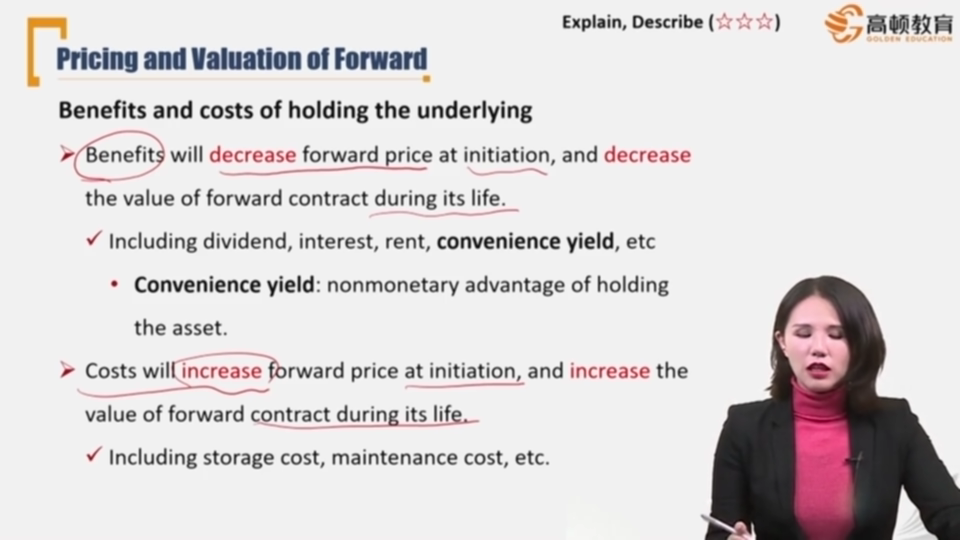 Explain, Describe (☆☆☆)
高顿教育
GOLDEN EDUCATION
Pricing and Valuation of Forward
Benefits and costs of holding the underlying
➢ Benefits will decrease forward price at initiation, and decrease
the value of forward contract during its life.
✓ Including dividend, interest, rent, convenience yield, etc
• Convenience yield: nonmonetary advantage of holding
the asset.
➢ Costs will increase forward price at initiation, and increase the
value of forward contract during its life.
✓ Including storage cost, maintenance cost, etc.